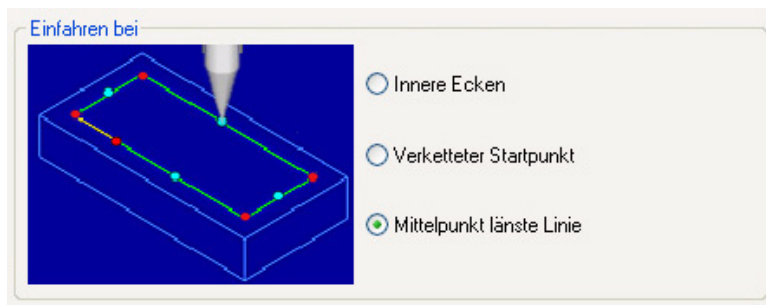 Einfahren bei
Innere Ecken
Verketteter Startpunkt
Mittelpunkt länste Linie